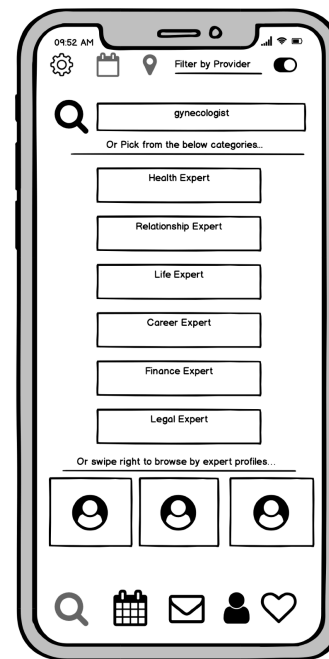 09:52 AM
Filter by Provider
gynecologist
Or Pick from the below categories...
Health Expert
Relationship Expert
Life Expert
Career Expert
Finance Expert
Legal Expert
Or swipe right to browse by expert profiles...